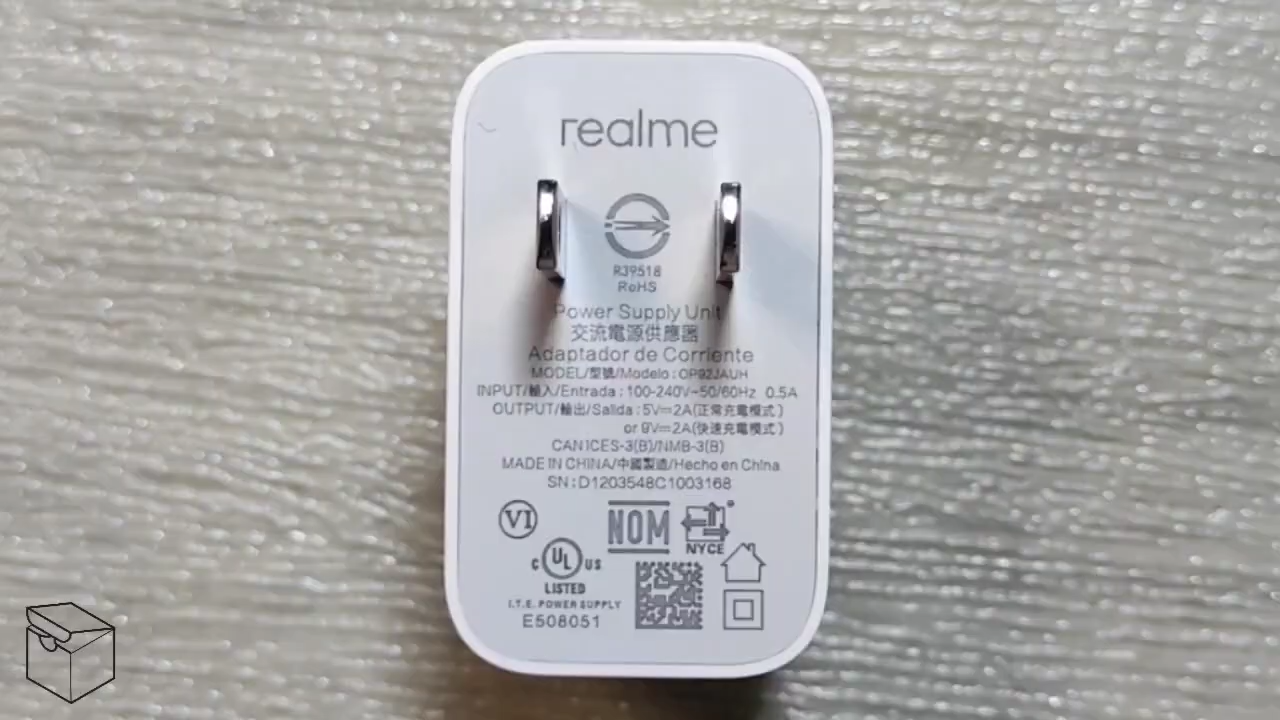 realme
R39518
RoHS
Power Supply Unit
交流電源供應器
Adaptador de Corriente
MODEL/型號/Modelo : OP92JAUH
INPUT/輸入/Entrada : 100-240V~50/60Hz 0.5A
OUTPUT/輸出/Salida : 5V⎓2A(正常充電模式)
or 9V⎓2A(快速充電模式)
CAN ICES-3(B)/NMB-3(B)
MADE IN CHINA/中國製造/Hecho en China
SN : D1203548C1003168
VI
NOM
NYCE
C UL US
LISTED
I.T.E. POWER SUPPLY
E508051